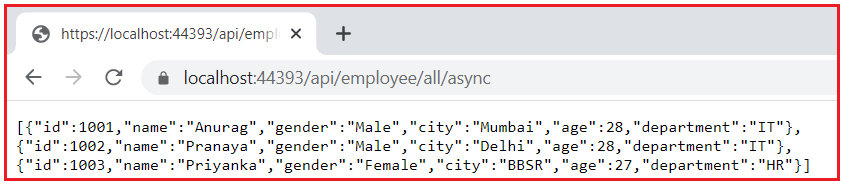 https://localhost:44393/api/empl
localhost:44393/api/employee/all/async
[{"id":1001,"name":"Anurag","gender":"Male","city":"Mumbai","age":28,"department":"IT"},
{"id":1002,"name":"Pranaya","gender":"Male","city":"Delhi","age":28,"department":"IT"},
{"id":1003,"name":"Priyanka","gender":"Female","city":"BBSR","age":27,"department":"HR"}]